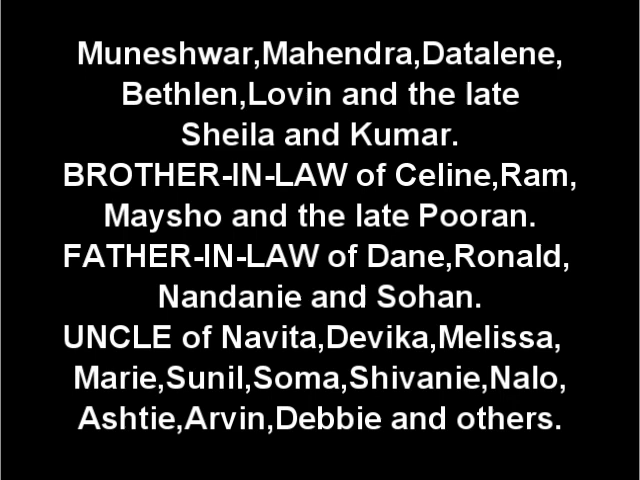 Muneshwar,Mahendra,Datalene,
Bethlen,Lovin and the late
Sheila and Kumar.
BROTHER-IN-LAW of Celine,Ram,
Maysho and the late Pooran.
FATHER-IN-LAW of Dane,Ronald,
Nandanie and Sohan.
UNCLE of Navita,Devika,Melissa,
Marie,Sunil,Soma,Shivanie,Nalo,
Ashtie,Arvin,Debbie and others.